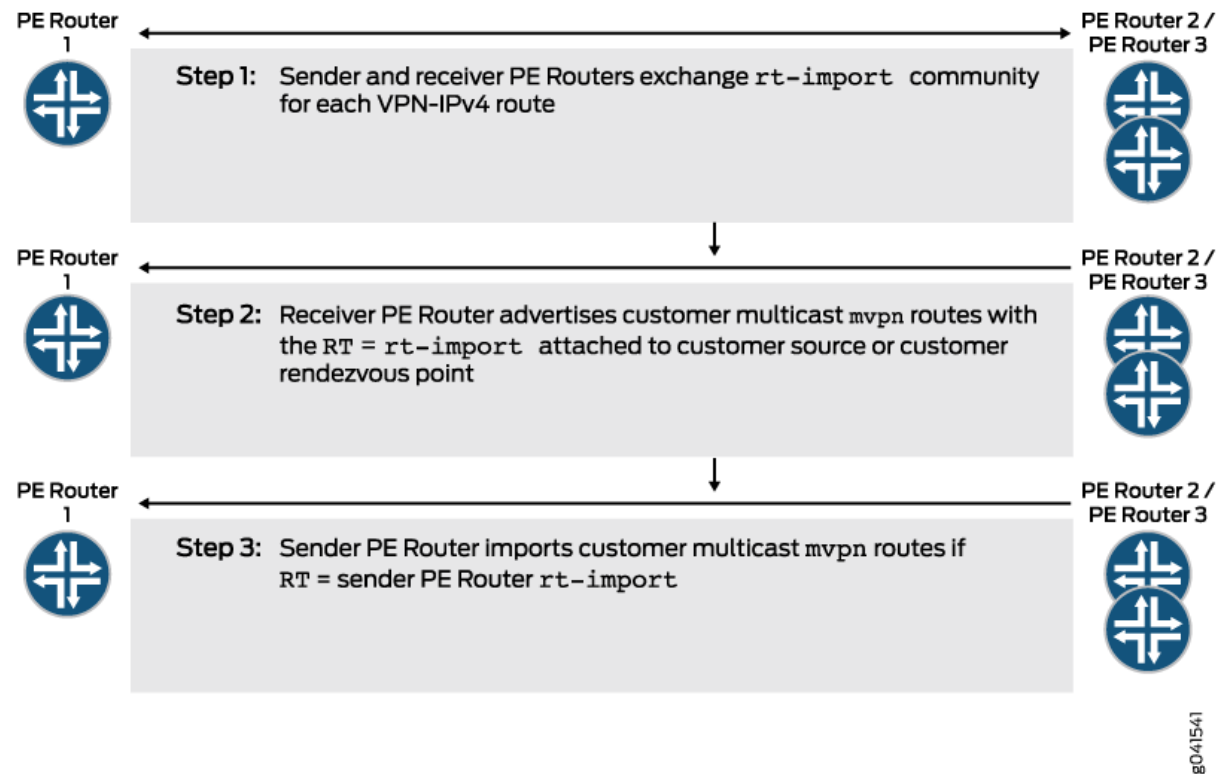 PE Router
1
PE Router 2 /
PE Router 3
Step 1: Sender and receiver PE Routers exchange rt-import community
for each VPN-IPv4 route
PE Router
1
PE Router 2 /
PE Router 3
Step 2: Receiver PE Router advertises customer multicast mvpn routes with
the RT = rt-import attached to customer source or customer
rendezvous point
PE Router
1
PE Router 2 /
PE Router 3
Step 3: Sender PE Router imports customer multicast mvpn routes if
RT = sender PE Router rt-import
g041541